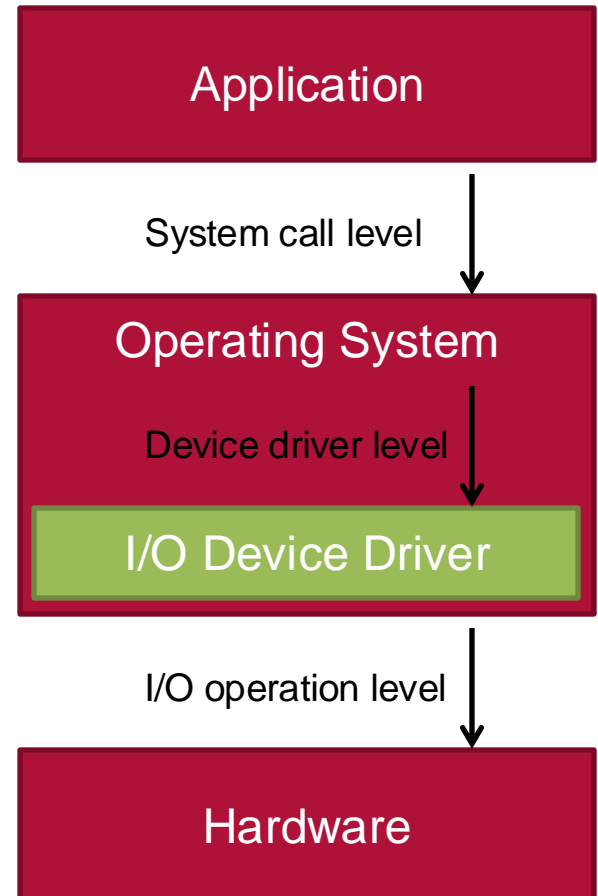 Application
System call level
Operating System
Device driver level
I/O Device Driver
I/O operation level
Hardware